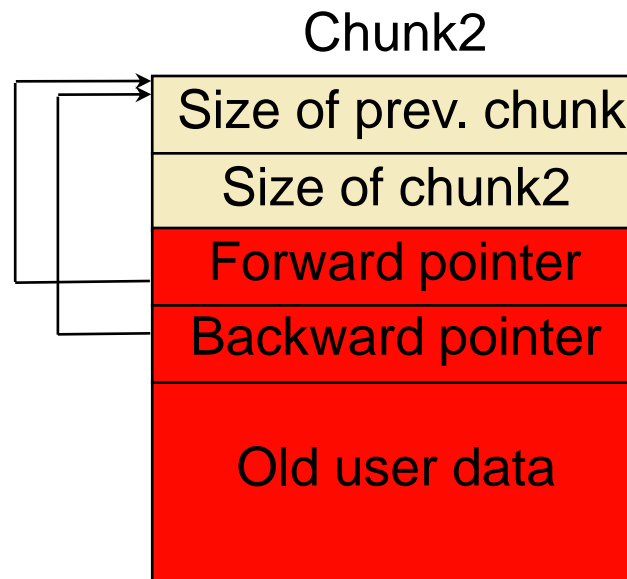 Chunk2
Size of prev. chunk
Size of chunk2
Forward pointer
Backward pointer
Old user data